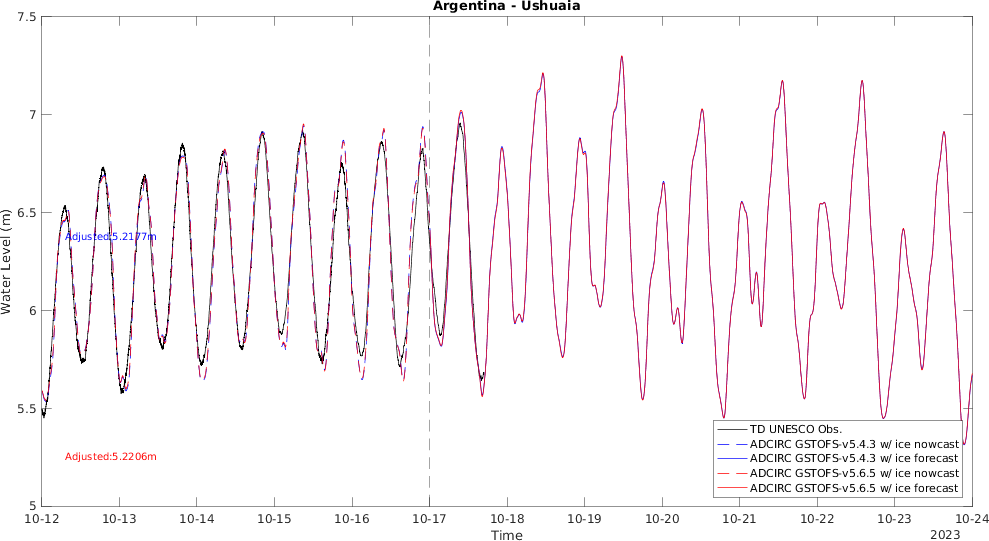 Argentina - Ushuaia
7.5
7
6.5
6
5.5
5
Water Level (m)
Adjusted:5.2177m
Adjusted:5.2206m
TD UNESCO Obs.
ADCIRC GSTOFS-v5.4.3 w/ ice nowcast
ADCIRC GSTOFS-v5.4.3 w/ ice forecast
ADCIRC GSTOFS-v5.6.5 w/ ice nowcast
ADCIRC GSTOFS-v5.6.5 w/ ice forecast
10-12 10-13 10-14 10-15 10-16 10-17 10-18 10-19 10-20 10-21 10-22 10-23 10-24
Time
2023